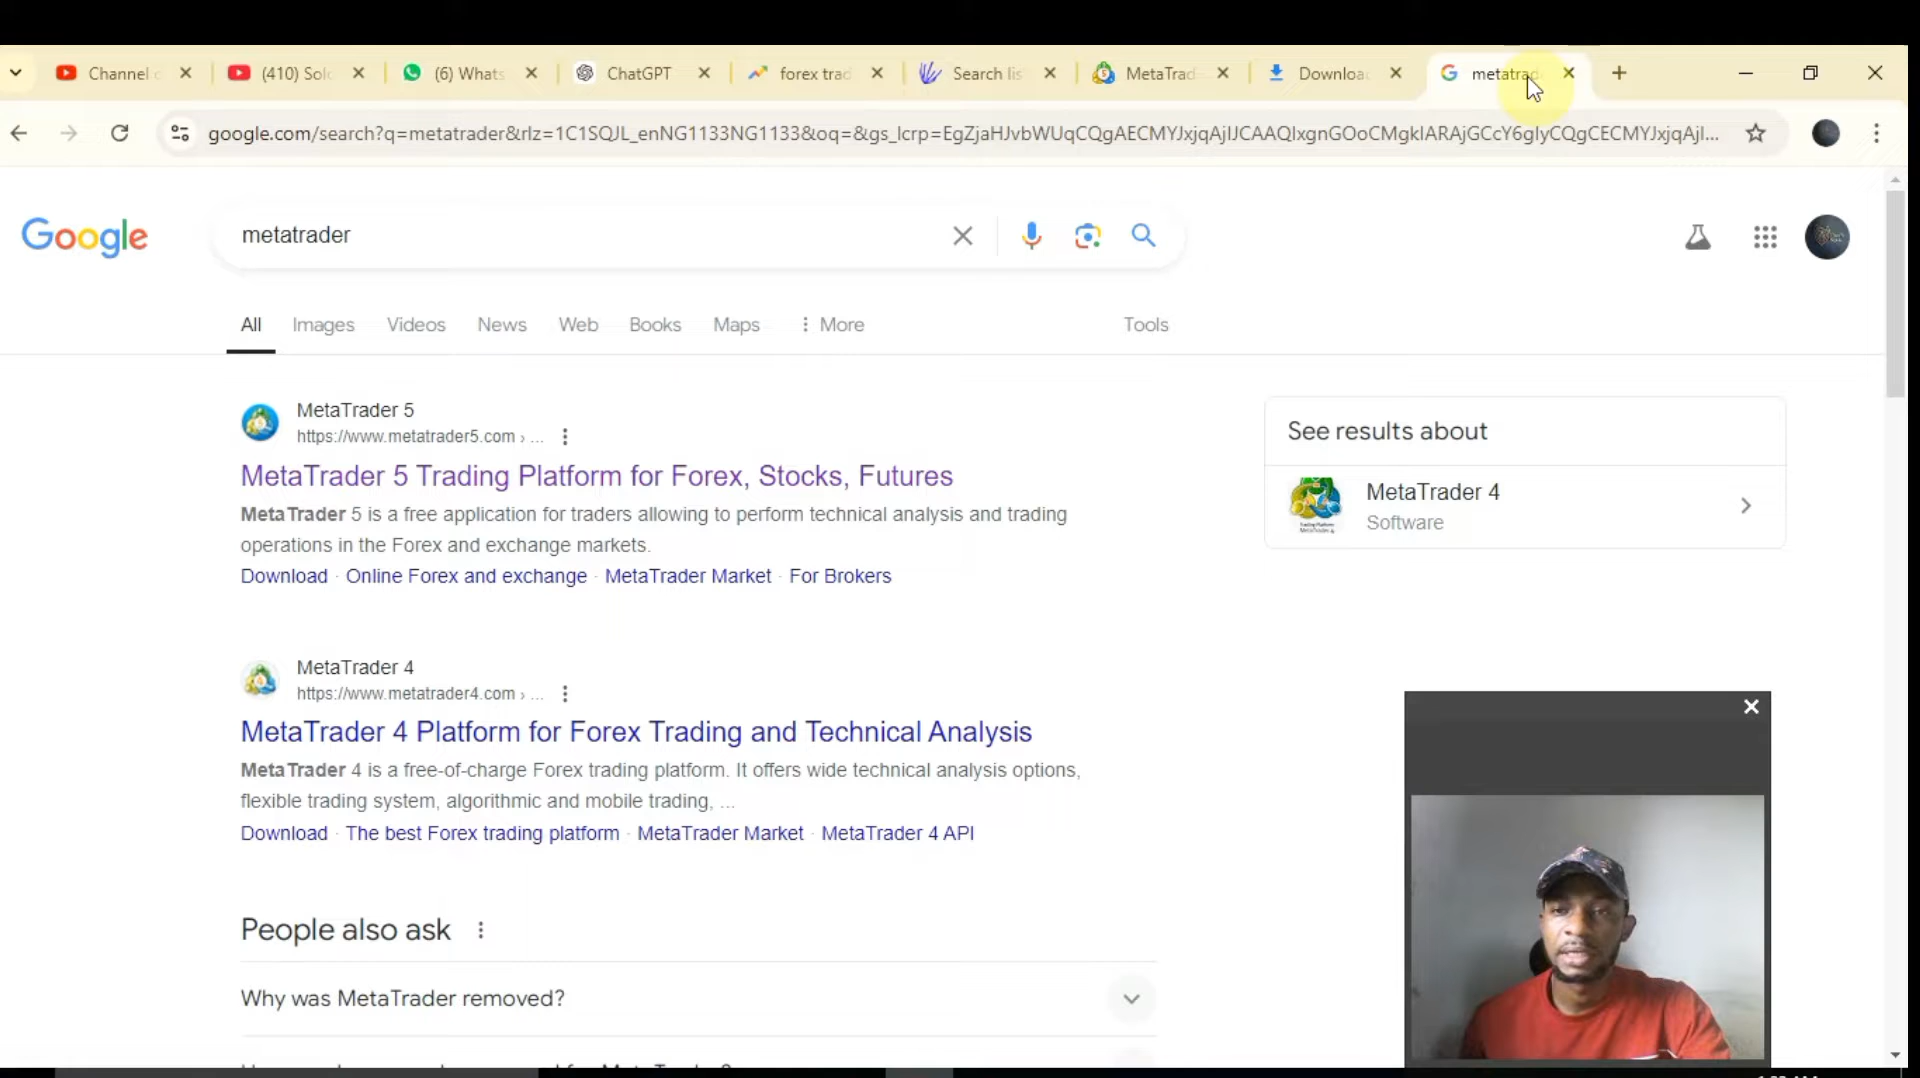 Channel
(410) Solo
(6) Whats
ChatGPT
forex trad
Search lis
MetaTrad
Download
metatrad
google.com/search?q=metatrader&rlz=1C1SQJL_enNG1133NG1133&oq=&gs_lcrp=EgZjaHJvbWUqCQgAECMYJxjqAjIJCAAQIxgnGOoCMgkIARAjGCcY6gIyCQgCECMYJxjqAjI...
Google
metatrader
All
Images
Videos
News
Web
Books
Maps
More
Tools
MetaTrader 5
https://www.metatrader5.com › ...
MetaTrader 5 Trading Platform for Forex, Stocks, Futures
MetaTrader 5 is a free application for traders allowing to perform technical analysis and trading
operations in the Forex and exchange markets.
Download · Online Forex and exchange · MetaTrader Market · For Brokers
See results about
MetaTrader 4
Software
MetaTrader 4
https://www.metatrader4.com › ...
MetaTrader 4 Platform for Forex Trading and Technical Analysis
MetaTrader 4 is a free-of-charge Forex trading platform. It offers wide technical analysis options,
flexible trading system, algorithmic and mobile trading, ...
Download · The best Forex trading platform · MetaTrader Market · MetaTrader 4 API
People also ask
Why was MetaTrader removed?